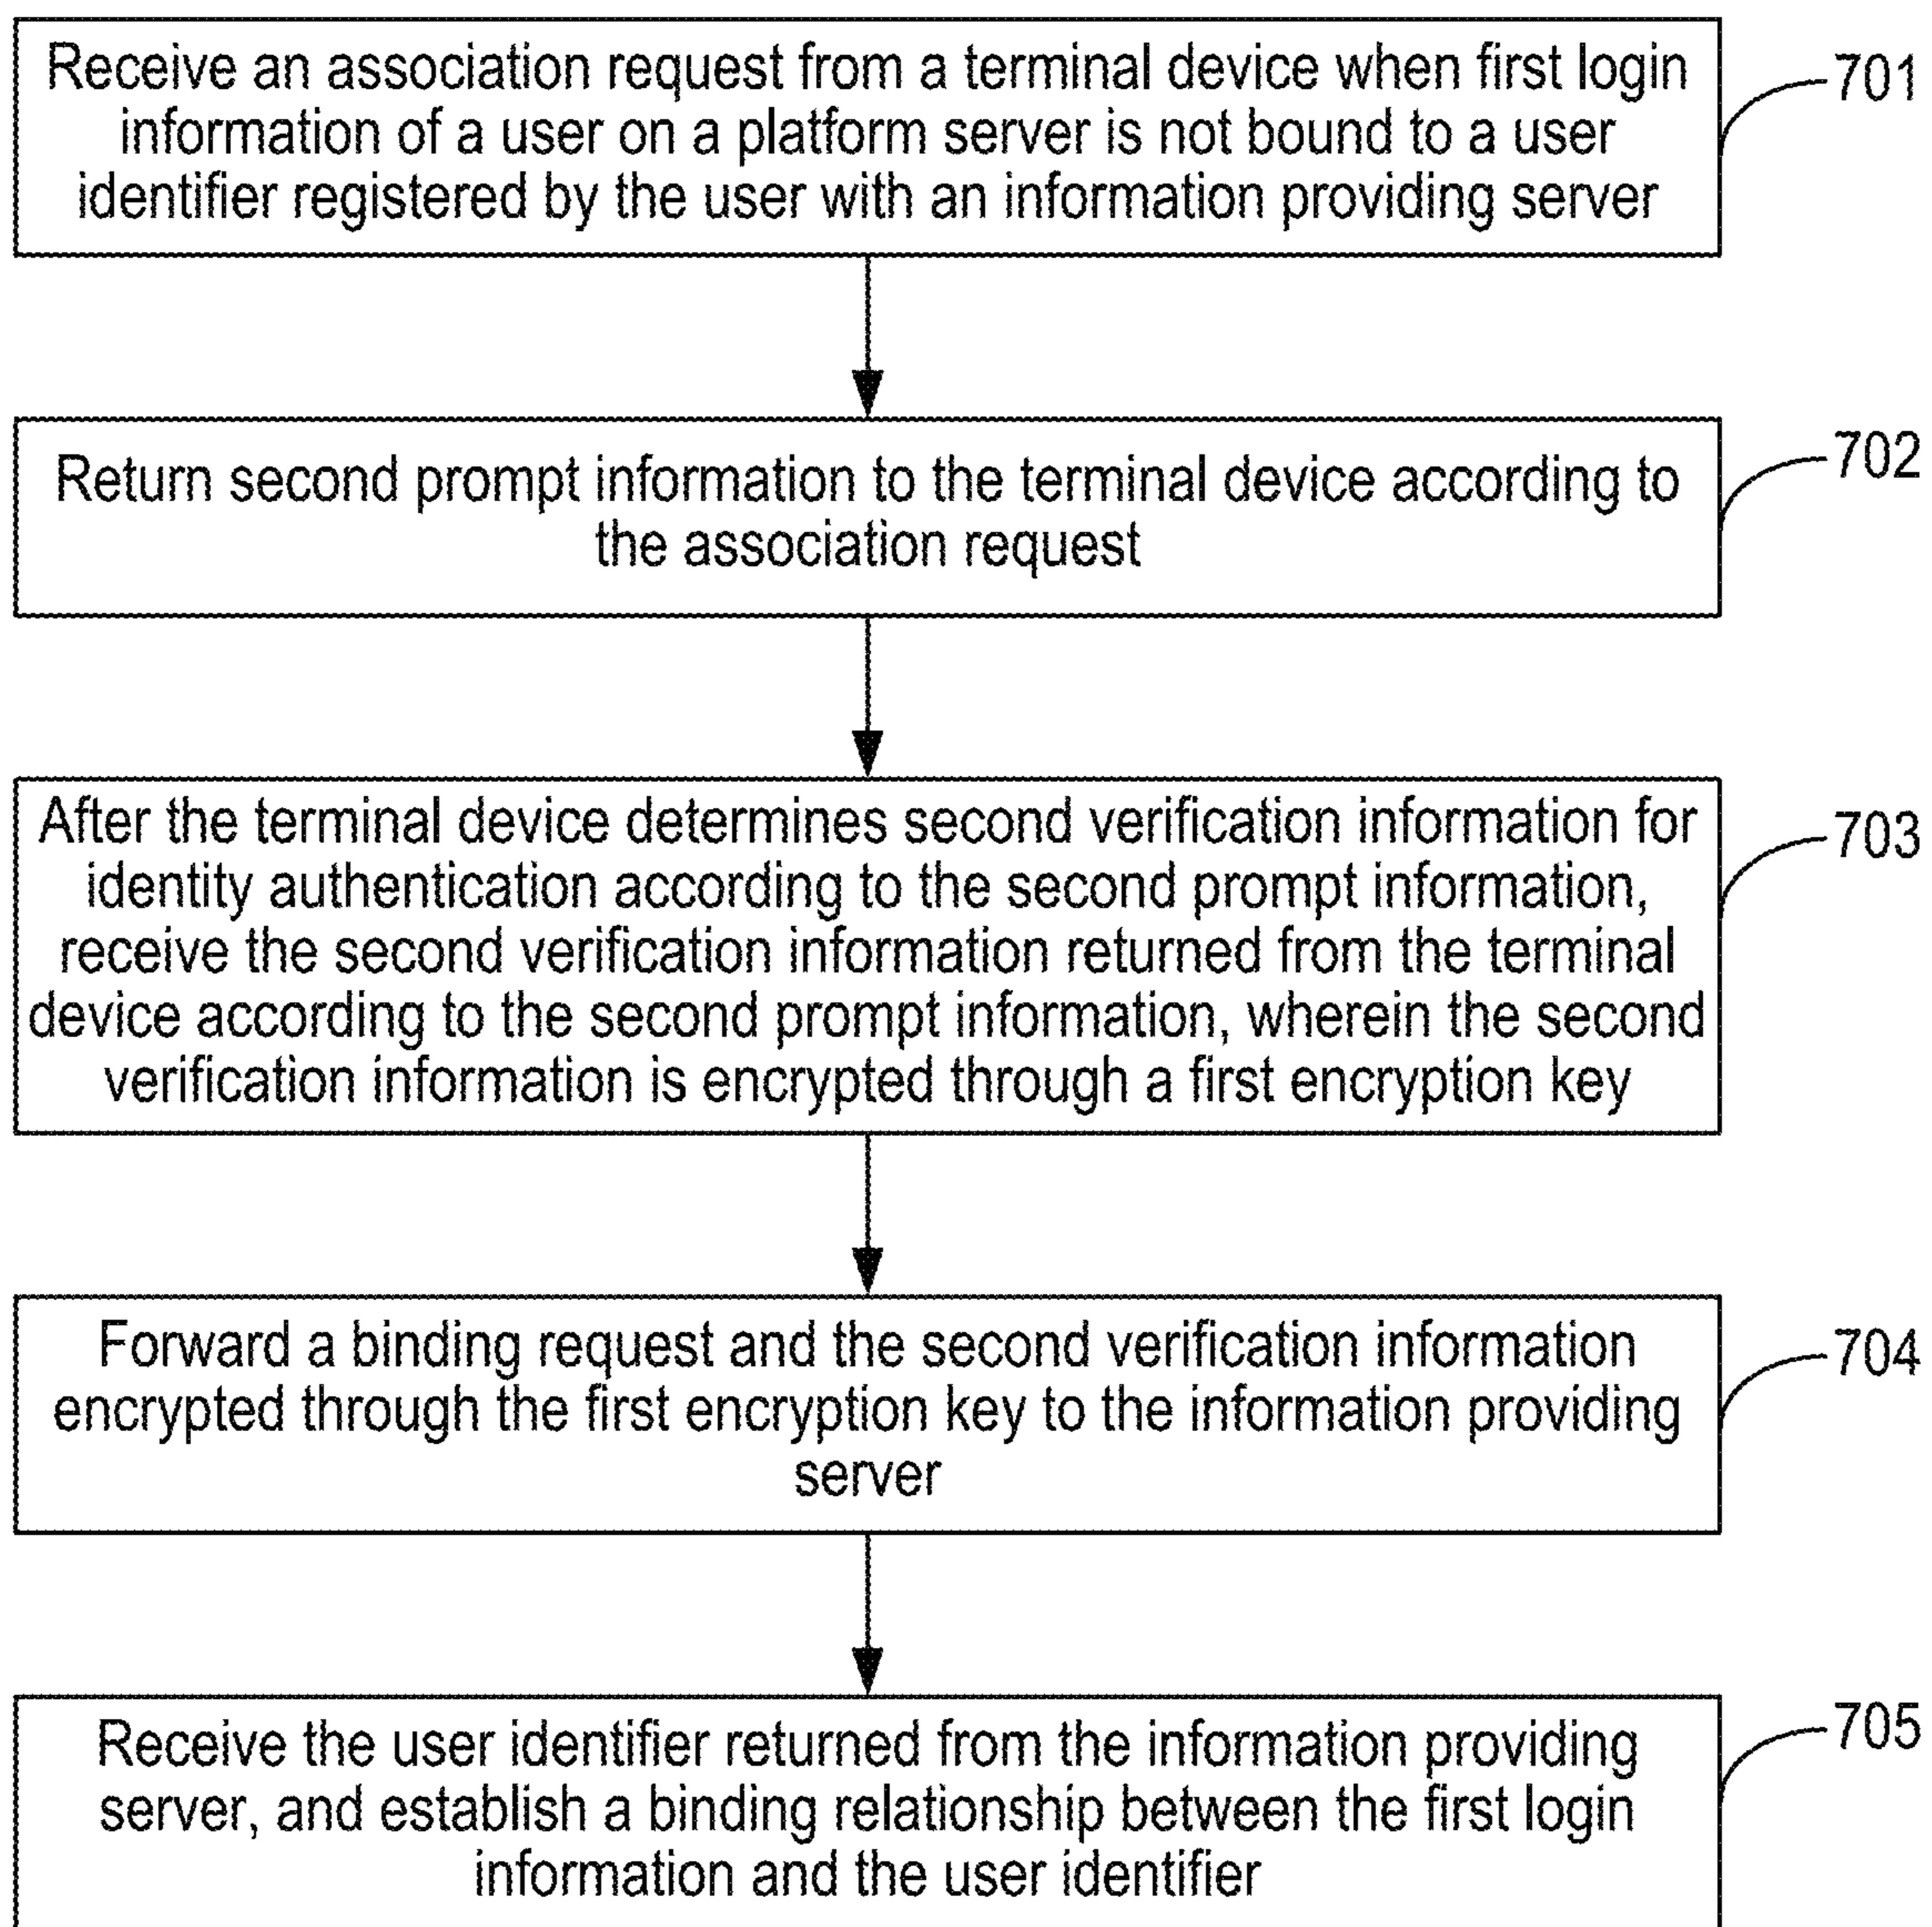 Receive an association request from a terminal device when first login
information of a user on a platform server is not bound to a user
identifier registered by the user with an information providing server
701
Return second prompt information to the terminal device according to
the association request
702
After the terminal device determines second verification information for
identity authentication according to the second prompt information,
receive the second verification information returned from the terminal
device according to the second prompt information, wherein the second
verification information is encrypted through a first encryption key
703
Forward a binding request and the second verification information
encrypted through the first encryption key to the information providing
server
704
Receive the user identifier returned from the information providing
server, and establish a binding relationship between the first login
information and the user identifier
705